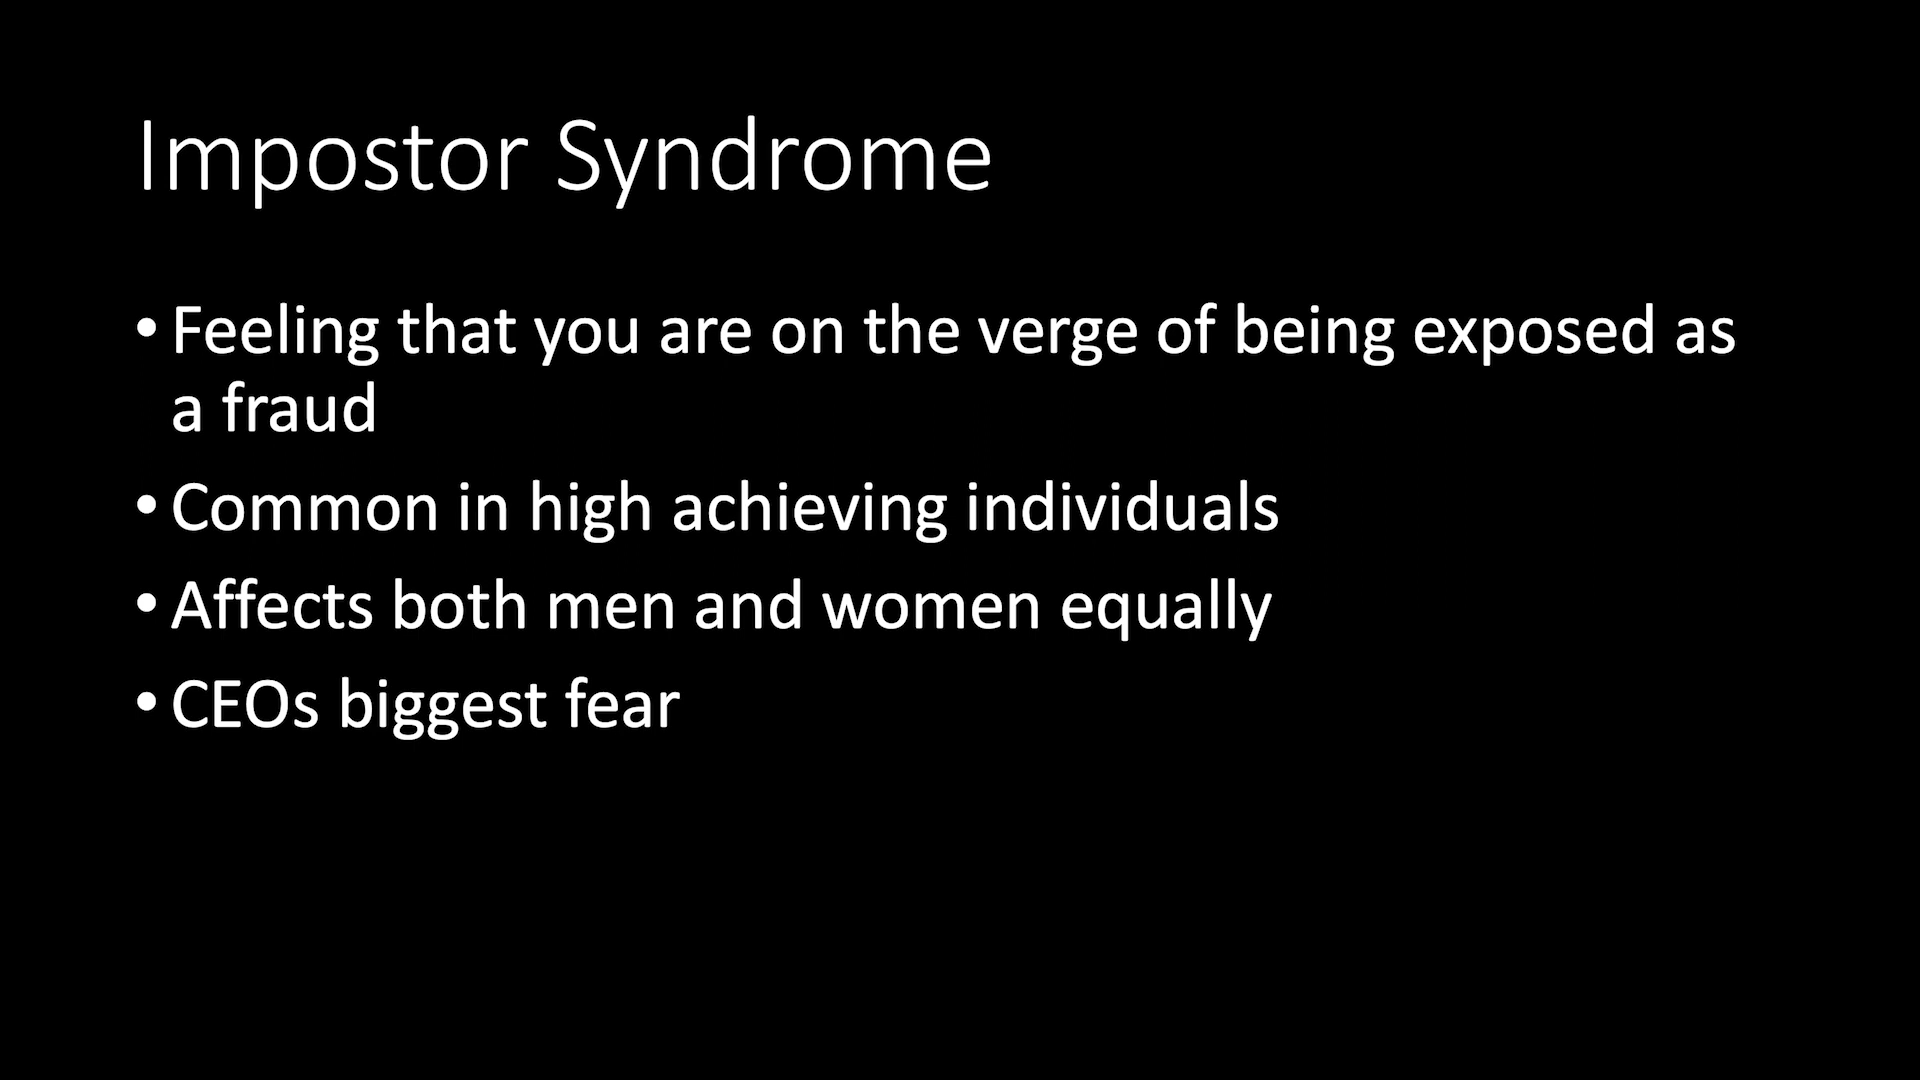 Impostor Syndrome
• Feeling that you are on the verge of being exposed as
a fraud
• Common in high achieving individuals
• Affects both men and women equally
• CEOs biggest fear